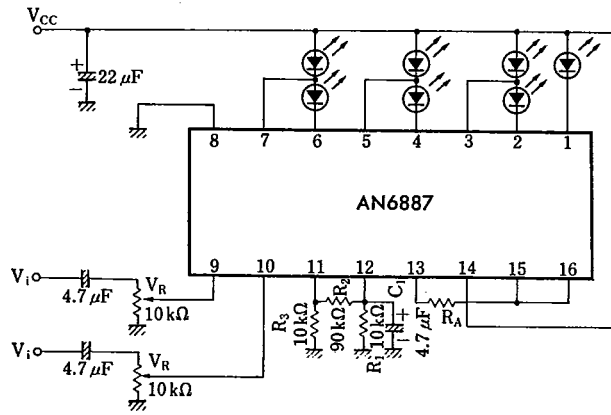 VCC
+
−
22 µF
8 7 6 5 4 3 2 1
AN6887
9 10 11 12 13 14 15 16
Vi
4.7 µF
VR
10 kΩ
Vi
4.7 µF
VR
10 kΩ
R3
10 kΩ
R2
90 kΩ
R1
10 kΩ
C1
+
−
4.7 µF
RA